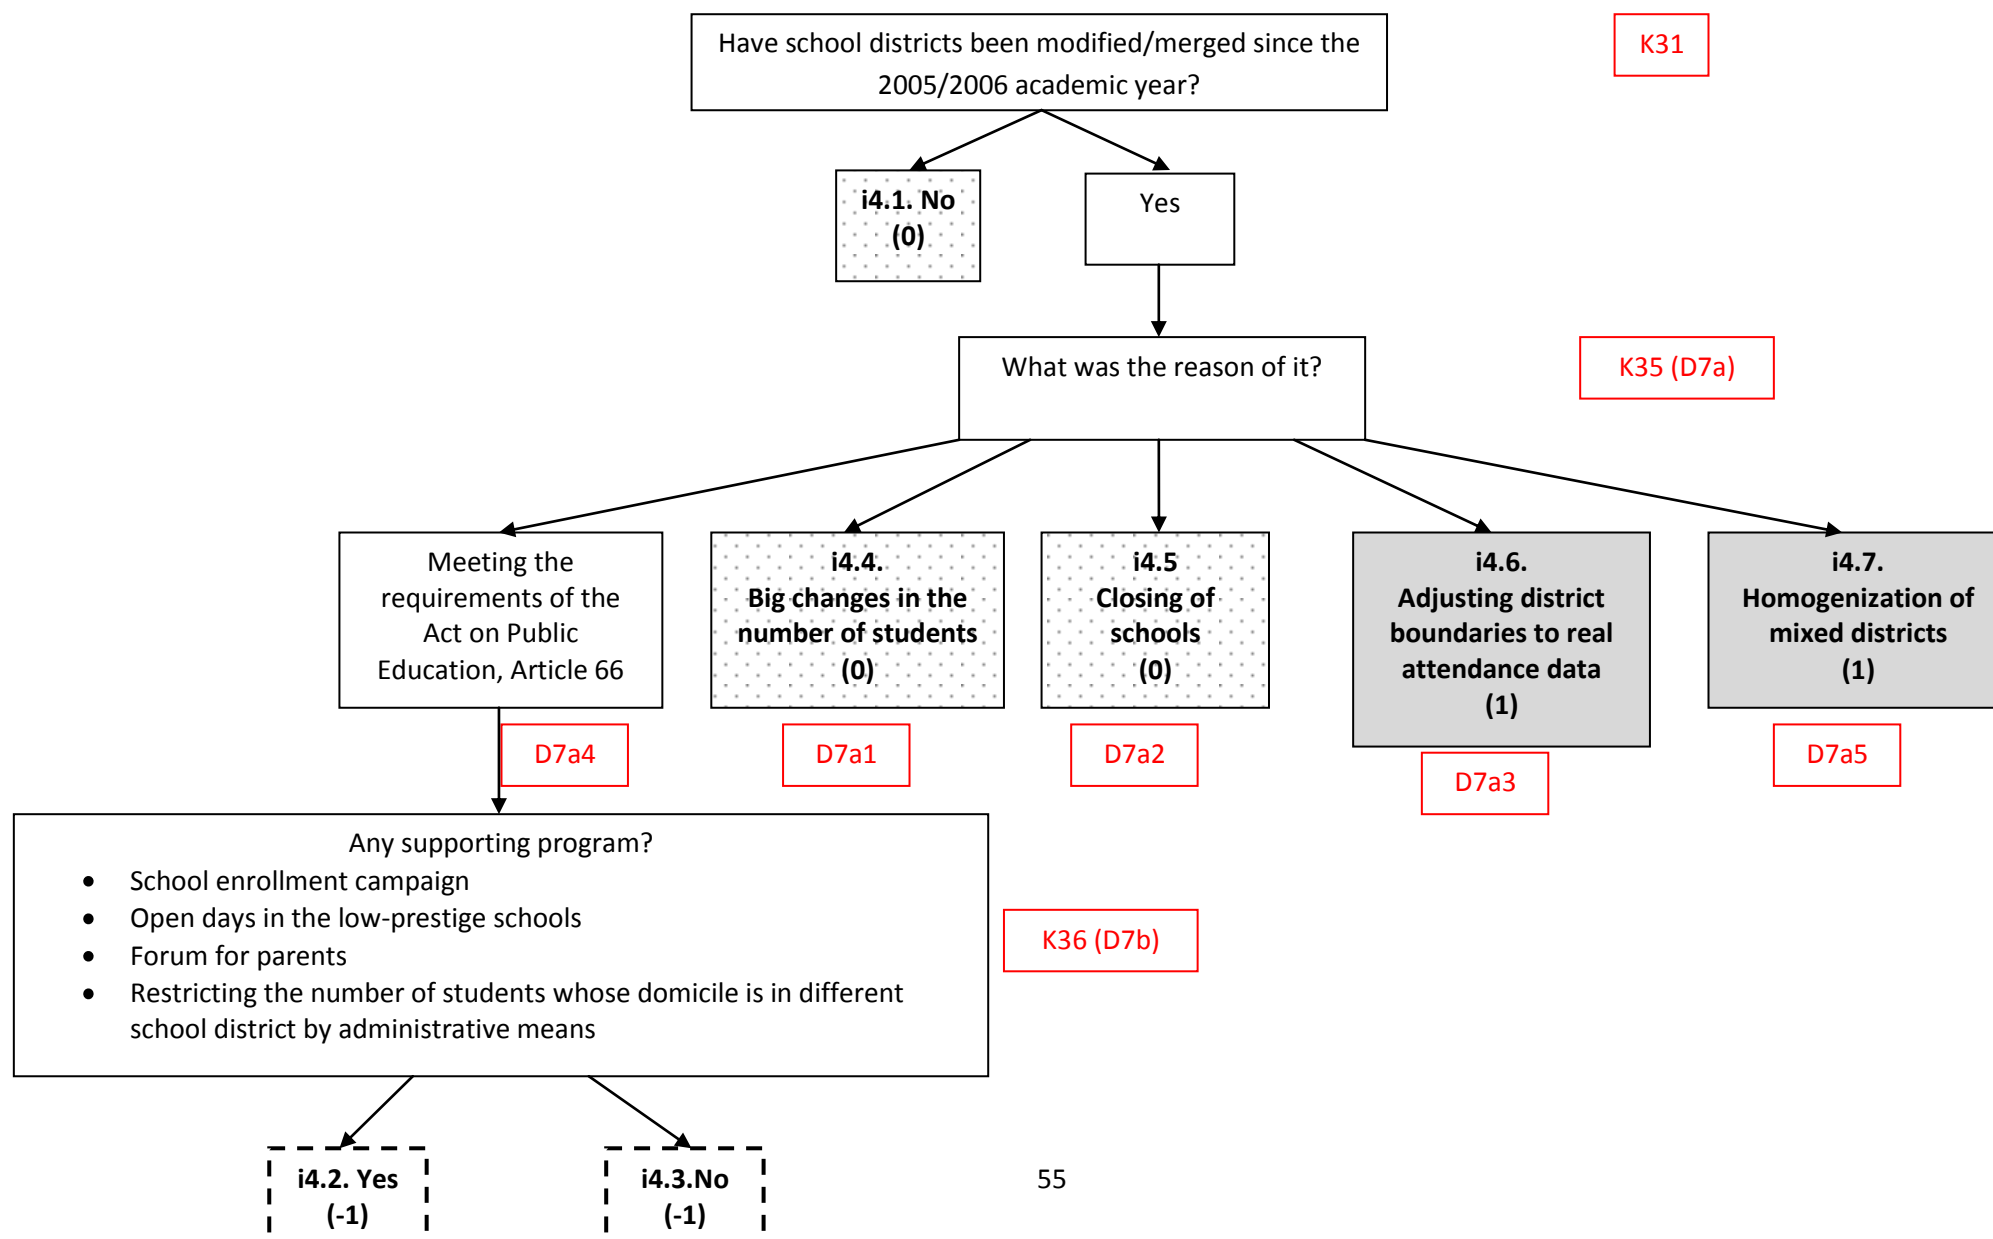 Have school districts been modified/merged since the
2005/2006 academic year?
K31
i4.1. No
(0)
Yes
What was the reason of it?
K35 (D7a)
Meeting the
requirements of the
Act on Public
Education, Article 66
i4.4.
Big changes in the
number of students
(0)
i4.5
Closing of
schools
(0)
i4.6.
Adjusting district
boundaries to real
attendance data
(1)
i4.7.
Homogenization of
mixed districts
(1)
D7a4
D7a1
D7a2
D7a3
D7a5
Any supporting program?
• School enrollment campaign
• Open days in the low-prestige schools
• Forum for parents
• Restricting the number of students whose domicile is in different
school district by administrative means
K36 (D7b)
i4.2. Yes
(-1)
i4.3.No
(-1)
55